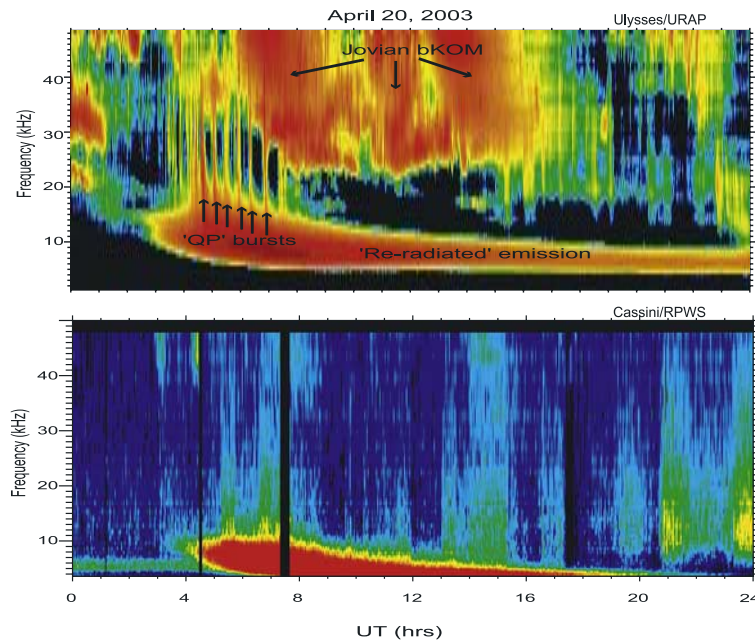 April 20, 2003
Ulysses/URAP
Jovian bKOM
40
30
20
10
Frequency (kHz)
'QP' bursts
'Re-radiated' emission
Cassini/RPWS
40
30
20
10
Frequency (kHz)
0 4 8 12 16 20 24
UT (hrs)